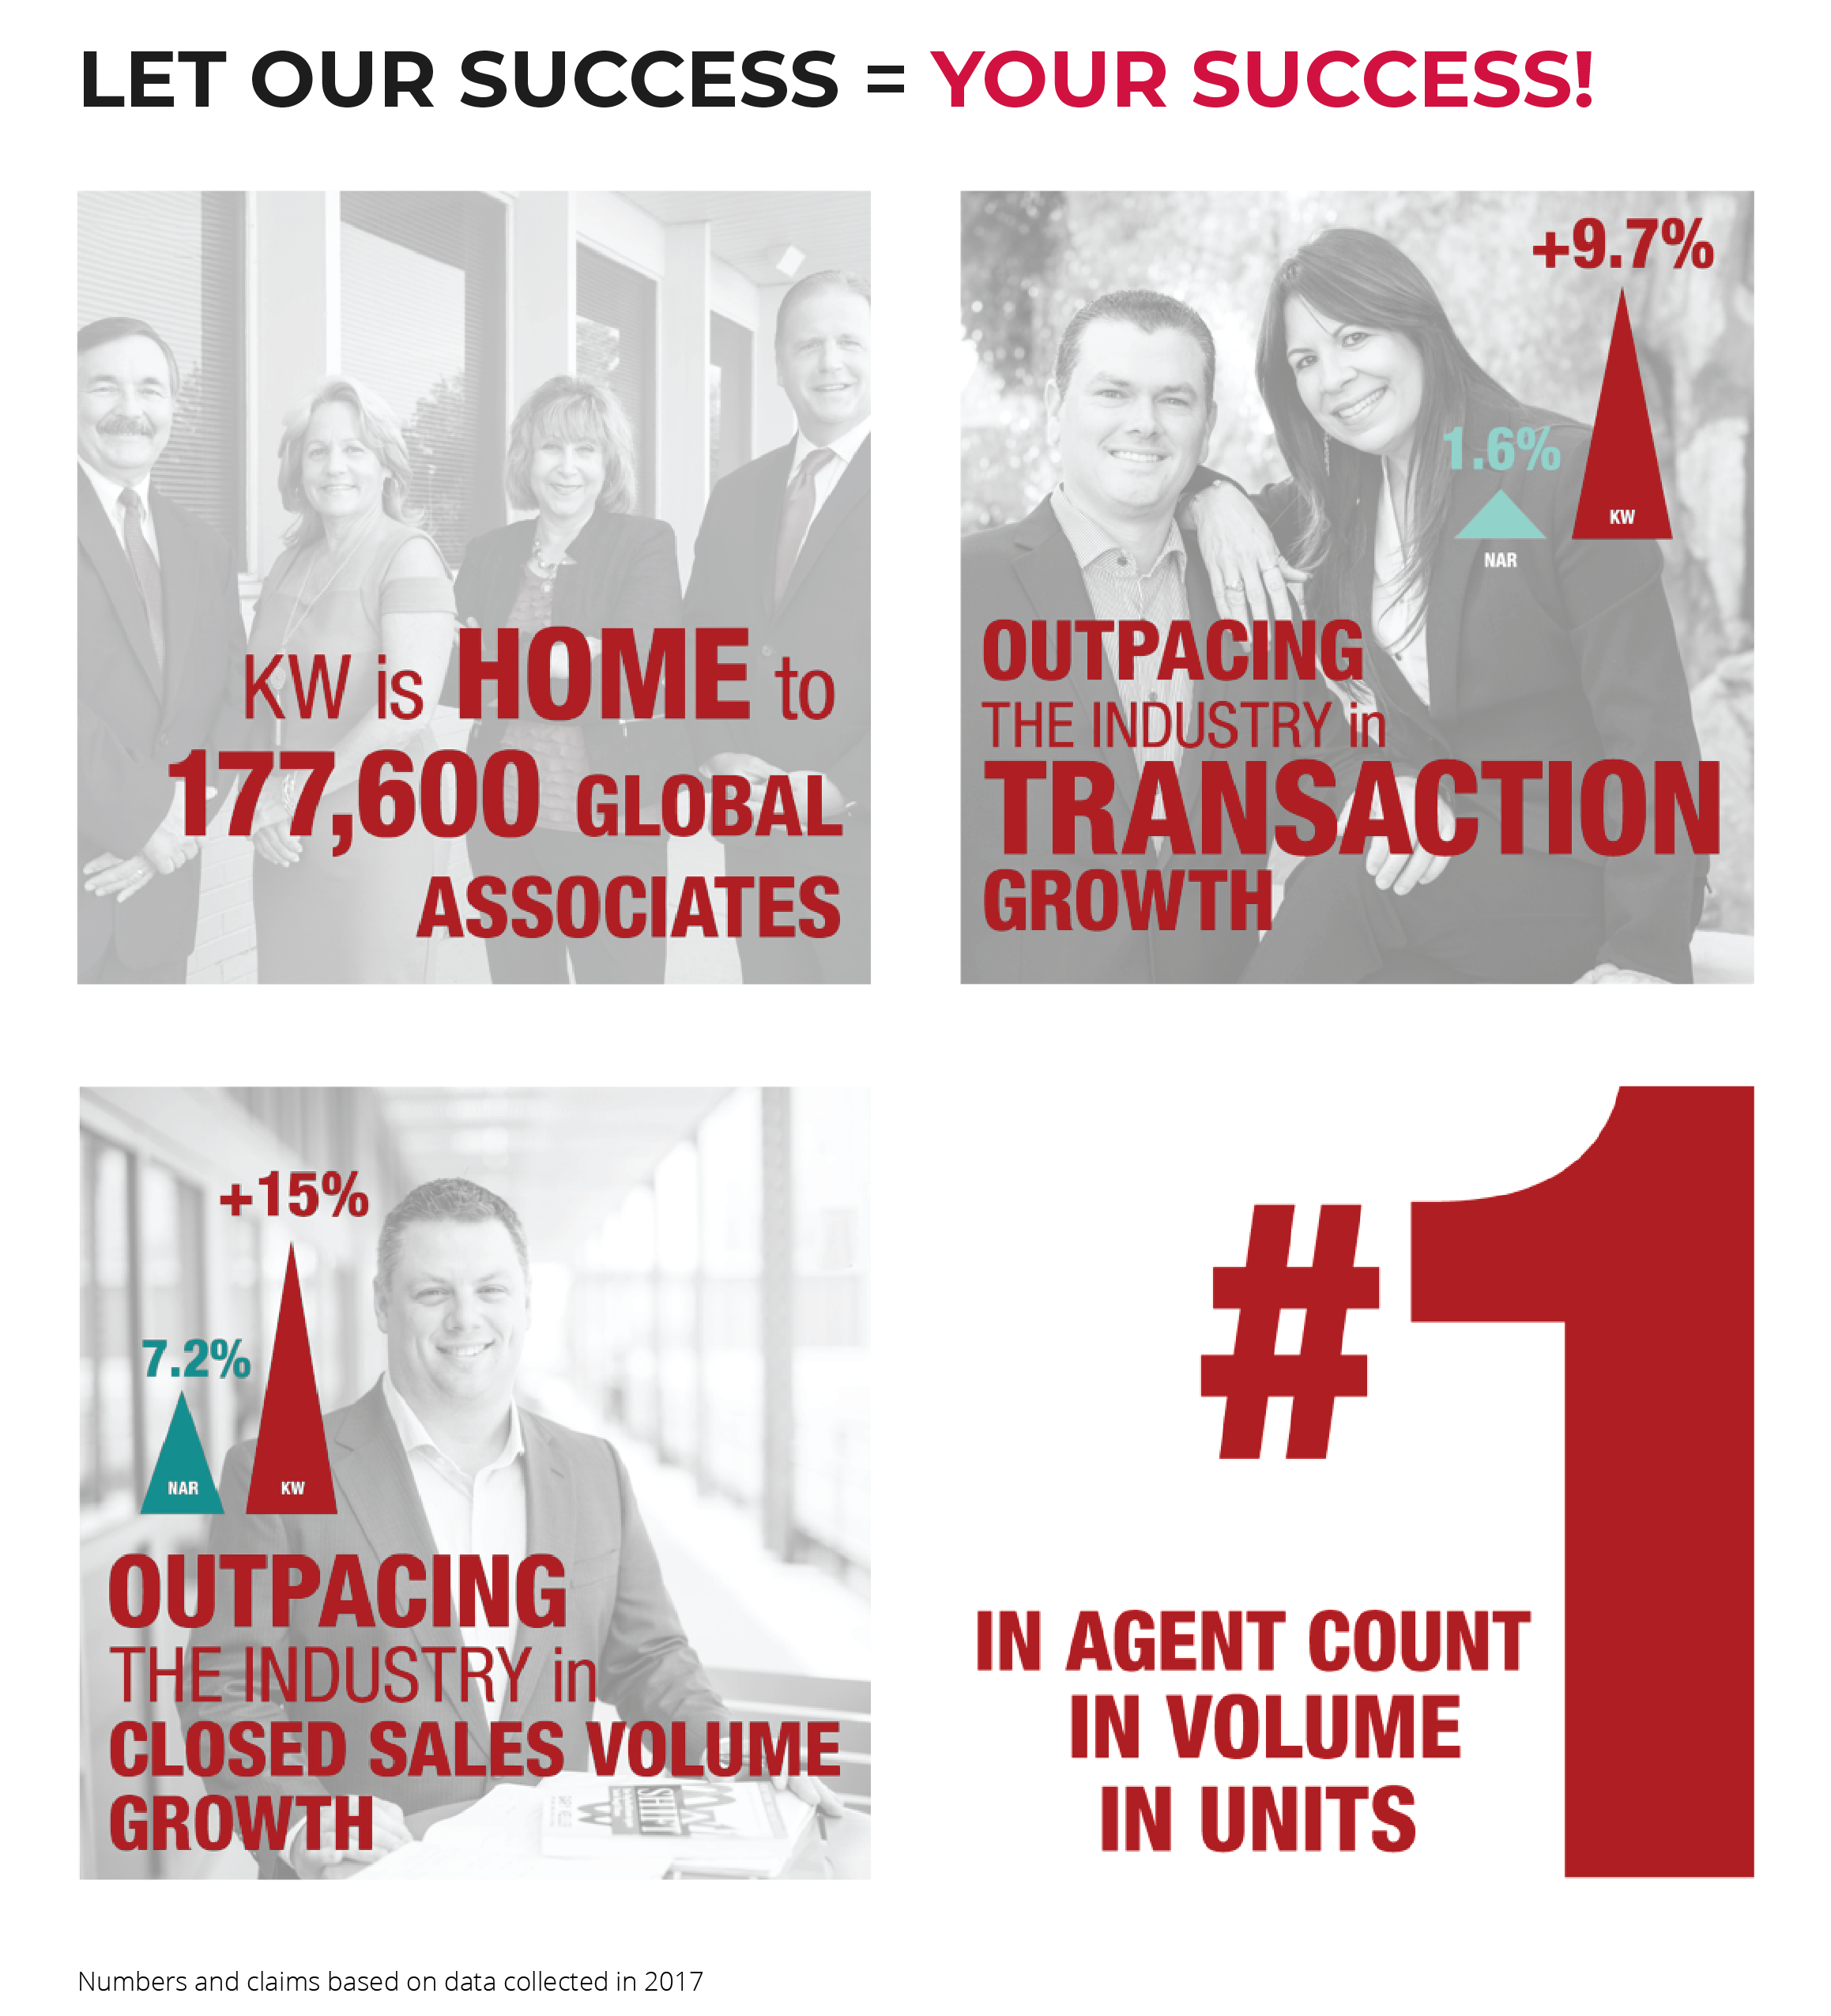 LET OUR SUCCESS = YOUR SUCCESS!
KW is HOME to
177,600 GLOBAL
ASSOCIATES
+9.7%
1.6%
KW
NAR
OUTPACING
THE INDUSTRY in
TRANSACTION
GROWTH
+15%
7.2%
NAR KW
OUTPACING
THE INDUSTRY in
CLOSED SALES VOLUME
GROWTH
SHIFT
#1
IN AGENT COUNT
IN VOLUME
IN UNITS
Numbers and claims based on data collected in 2017